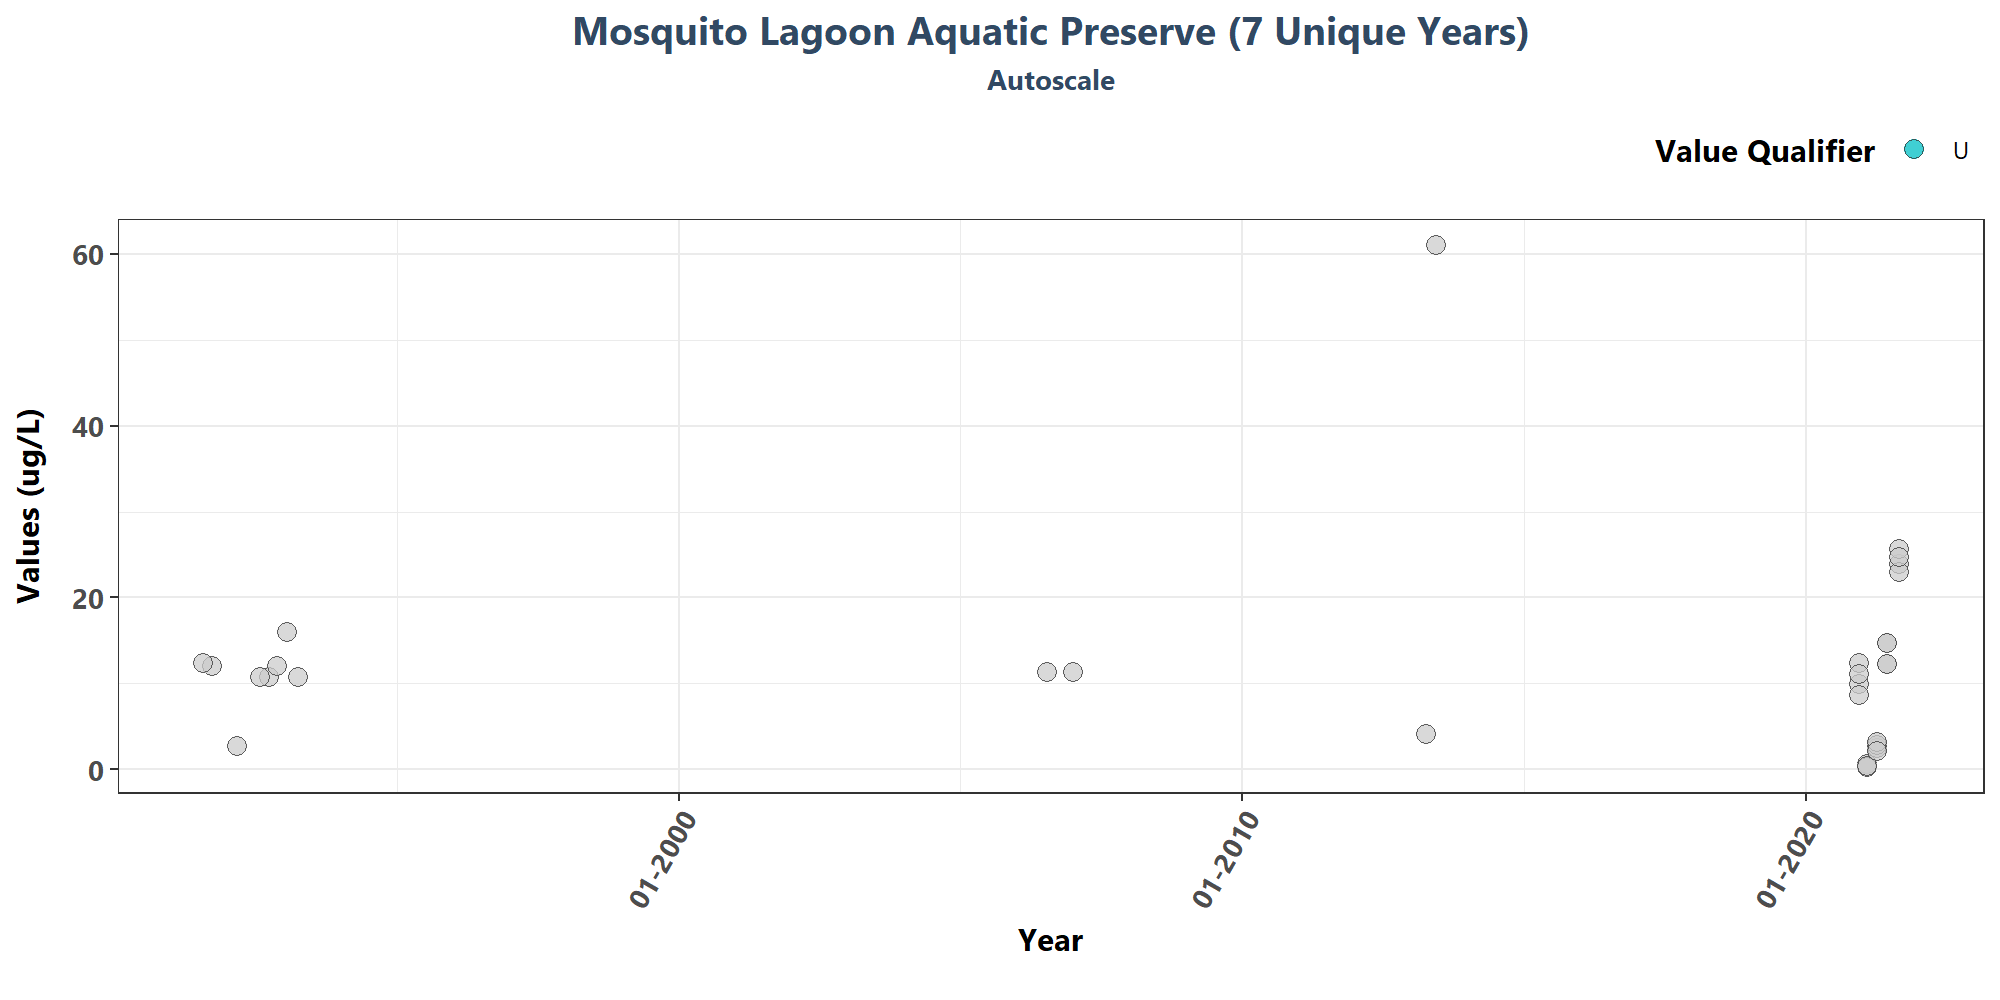 Mosquito Lagoon Aquatic Preserve (7 Unique Years)
Autoscale
Value Qualifier U
Values (ug/L)
60
40
20
0
01-2000
01-2010
01-2020
Year